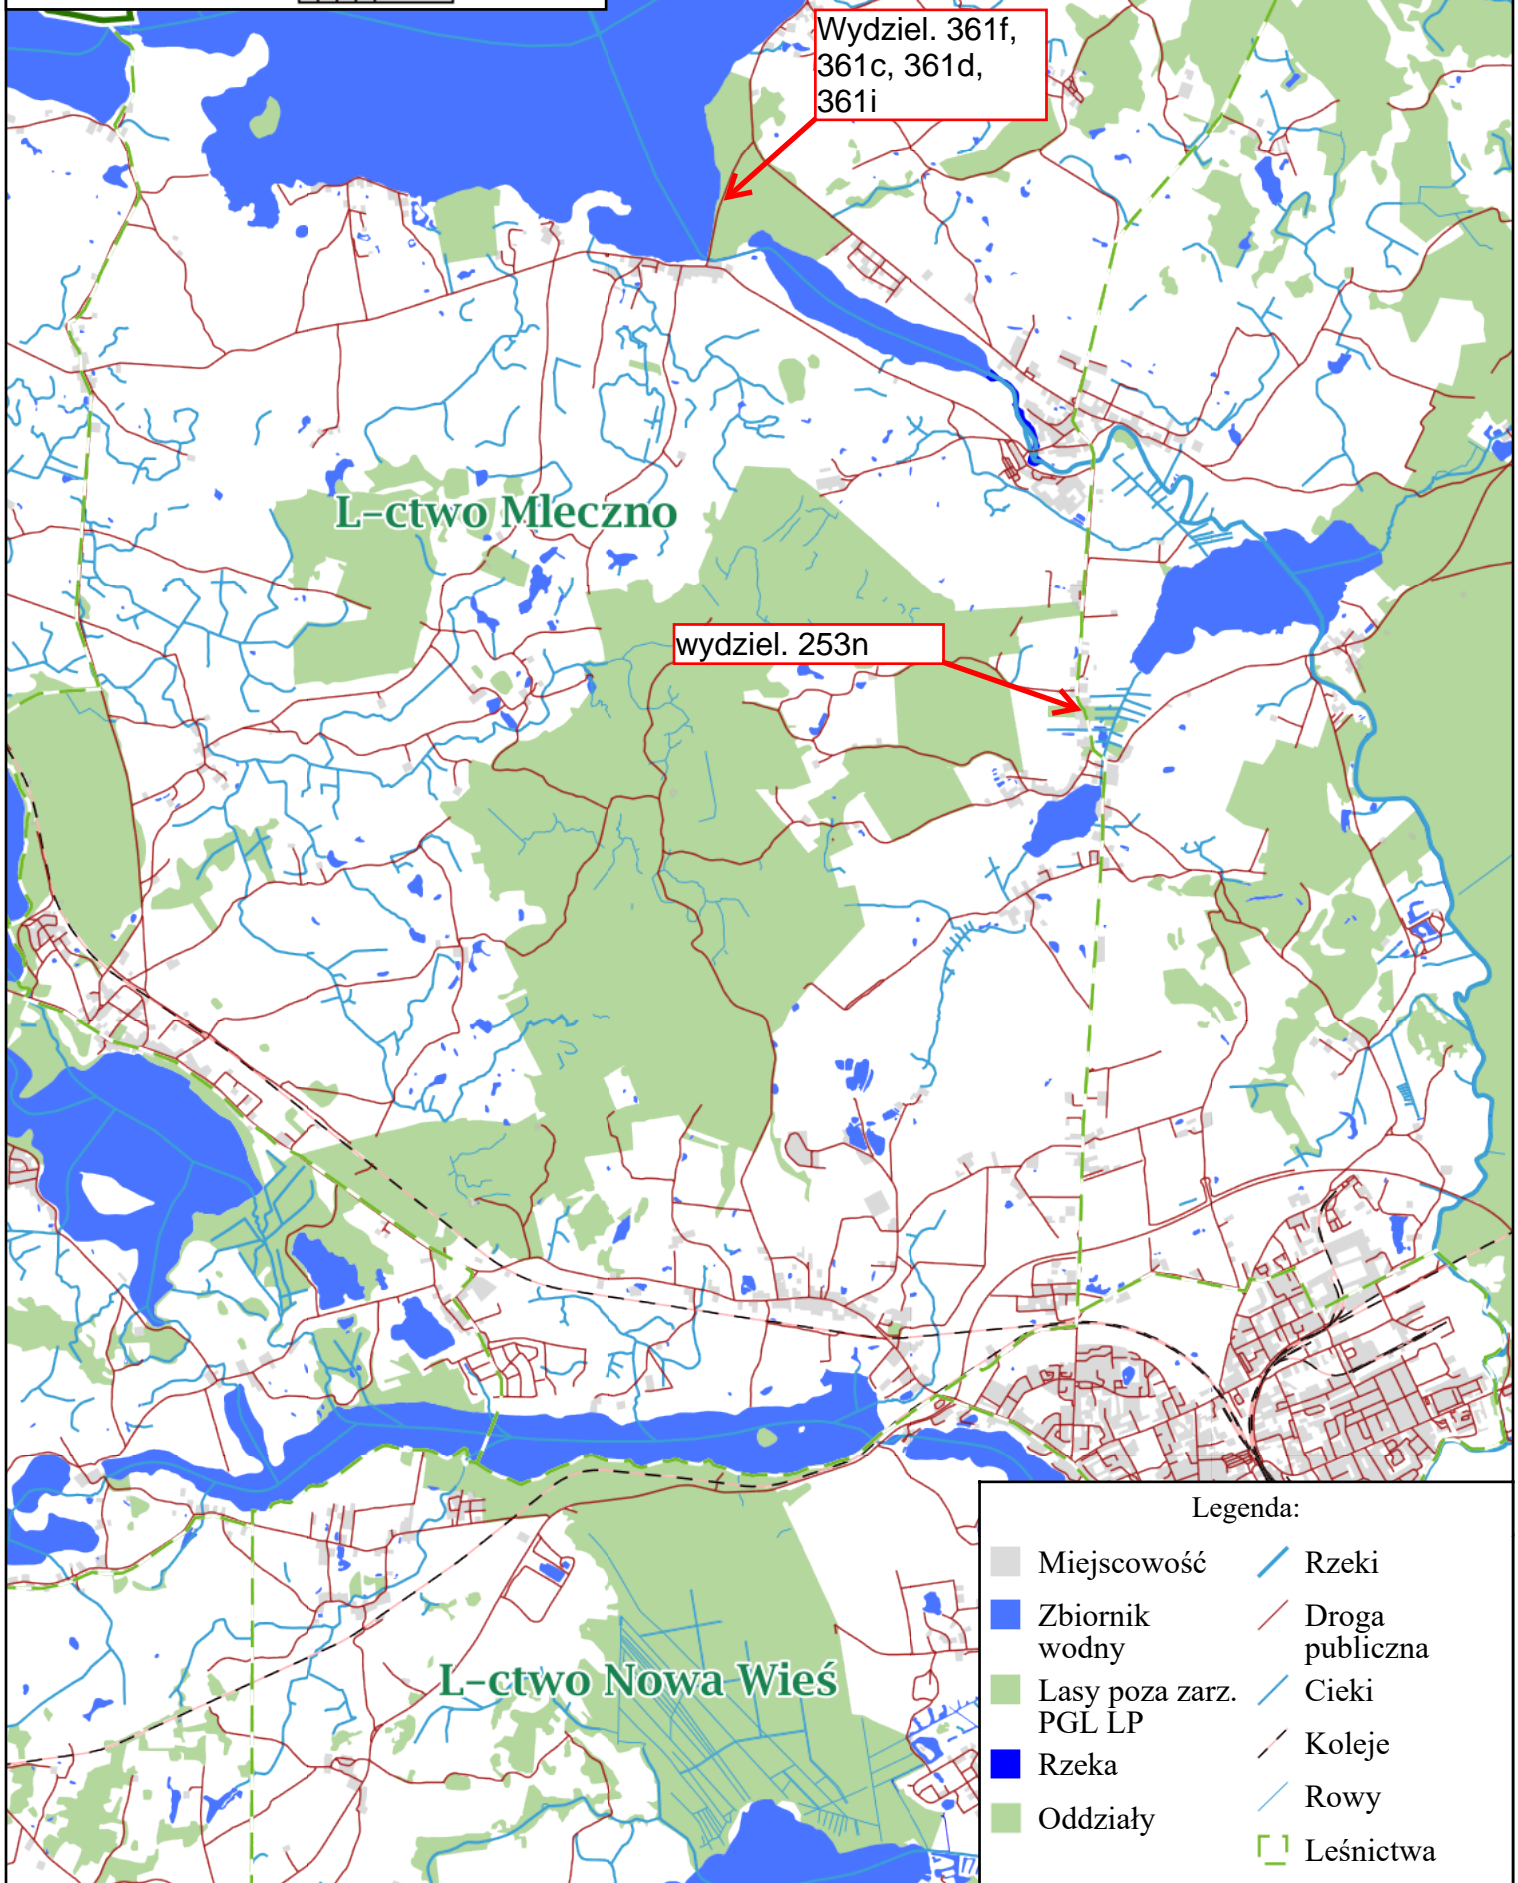 Wydziel. 361f,
361c, 361d,
361i
L-ctwo Mleczno
wydziel. 253n
L-ctwo Nowa Wieś
Legenda:
Miejscowość
Zbiornik
wodny
Lasy poza zarz.
PGL LP
Rzeka
Oddziały
Rzeki
Droga
publiczna
Cieki
Koleje
Rowy
Leśnictwa